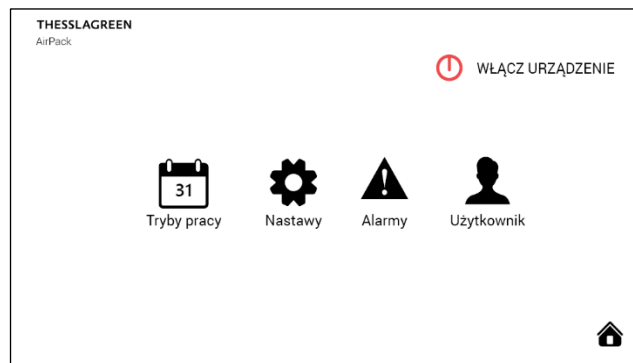 THESSLAGREEN
AirPack
WŁĄCZ URZĄDZENIE
31
Tryby pracy
Nastawy
Alarmy
Użytkownik